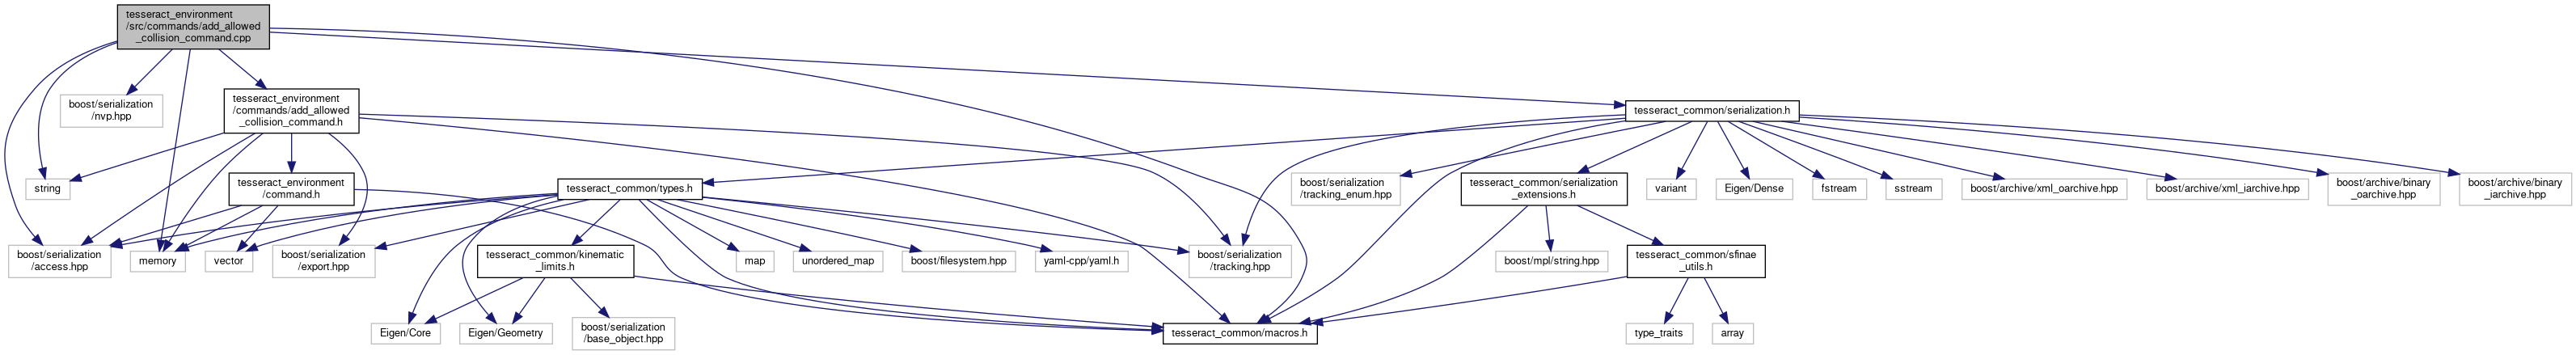 tesseract_environment
/src/commands/add_allowed
_collision_command.cpp
boost/serialization
/nvp.hpp
tesseract_environment
/commands/add_allowed
_collision_command.h
tesseract_common/serialization.h
string
tesseract_environment
/command.h
tesseract_common/types.h
boost/serialization
/tracking_enum.hpp
tesseract_common/serialization
_extensions.h
variant
Eigen/Dense
fstream
sstream
boost/archive/xml_oarchive.hpp
boost/archive/xml_iarchive.hpp
boost/archive/binary
_oarchive.hpp
boost/archive/binary
_iarchive.hpp
boost/serialization
/access.hpp
memory
vector
boost/serialization
/export.hpp
tesseract_common/kinematic
_limits.h
map
unordered_map
boost/filesystem.hpp
yaml-cpp/yaml.h
boost/serialization
/tracking.hpp
boost/mpl/string.hpp
tesseract_common/sfinae
_utils.h
Eigen/Core
Eigen/Geometry
boost/serialization
/base_object.hpp
tesseract_common/macros.h
type_traits
array